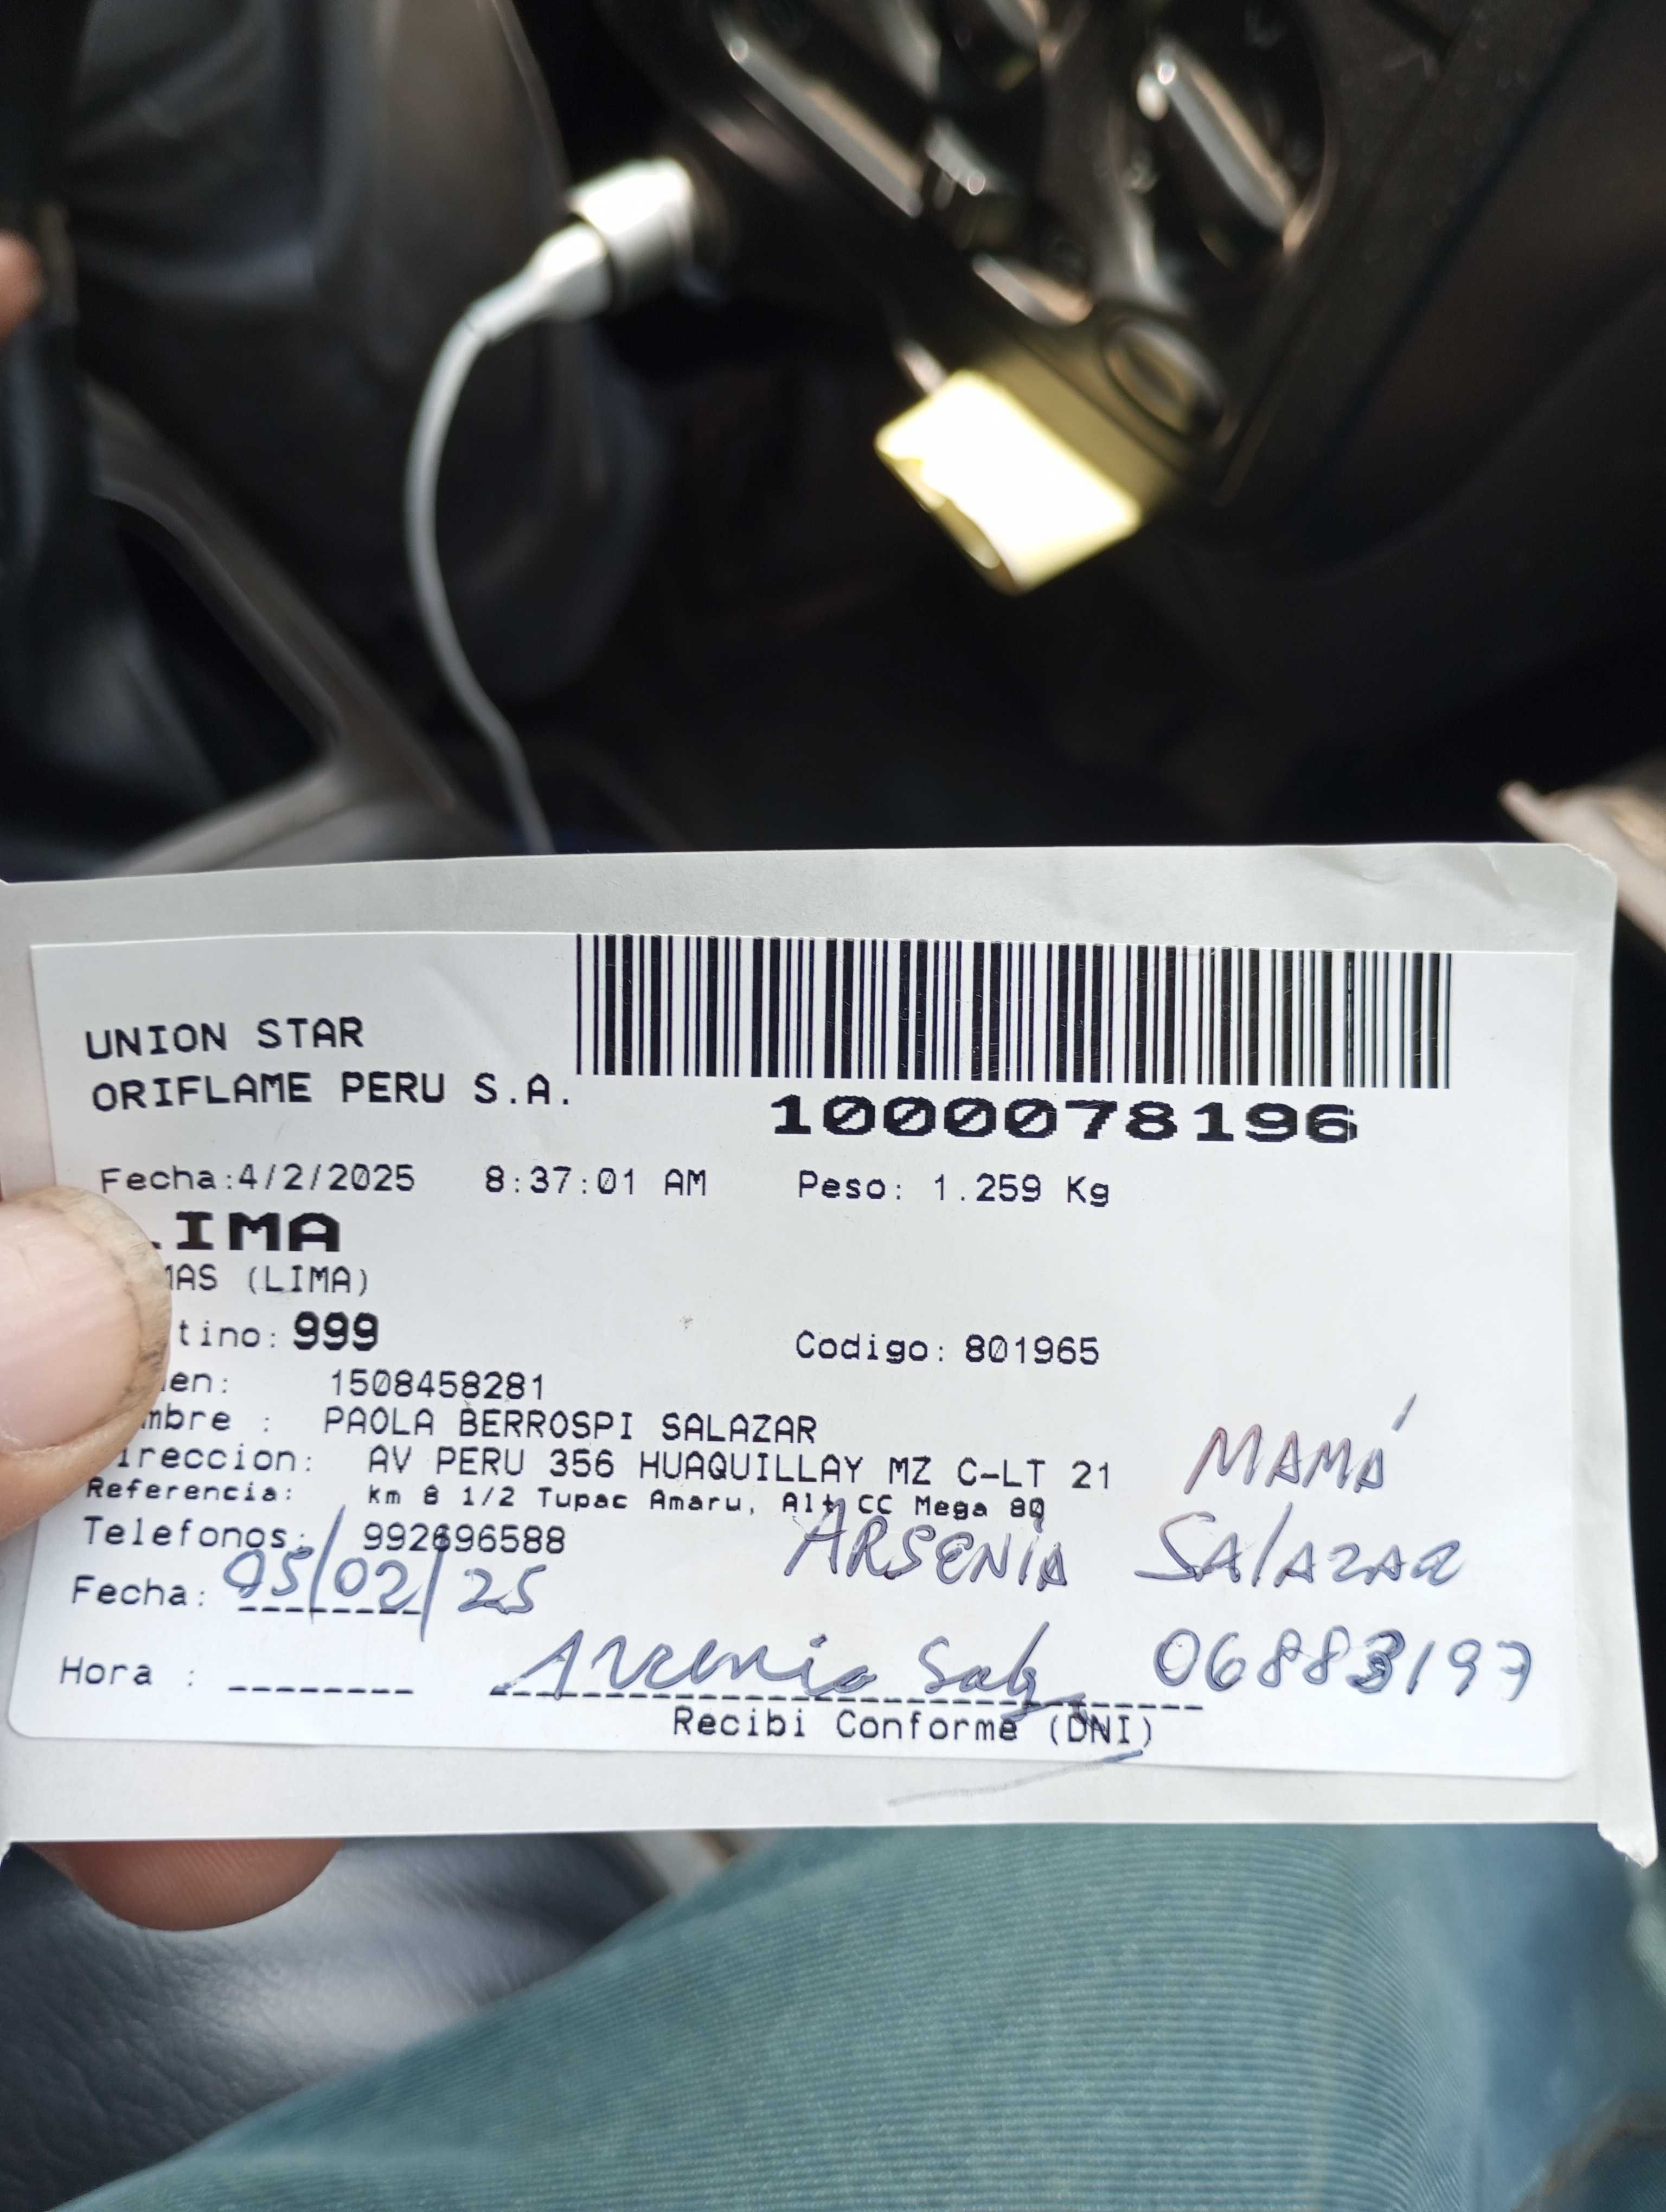 UNION STAR
ORIFLAME PERU S.A.
1000078196
Fecha:4/2/2025 8:37:01 AM Peso: 1.259 Kg
IMA
MAS (LIMA)
tino: 999 Codigo: 801965
en: 1508458281
mbre : PAOLA BERROSPI SALAZAR
ireccion: AV PERU 356 HUAQUILLAY MZ C-LT 21
MAMÁ
Referencia: km 8 1/2 Tupac Amaru, Alt CC Mega 80
Telefonos: 992696588
ARSENIA SALAZAR
Fecha: 05/02/25
Hora : Arcenia Salz 06883197
Recibi Conforme (DNI)